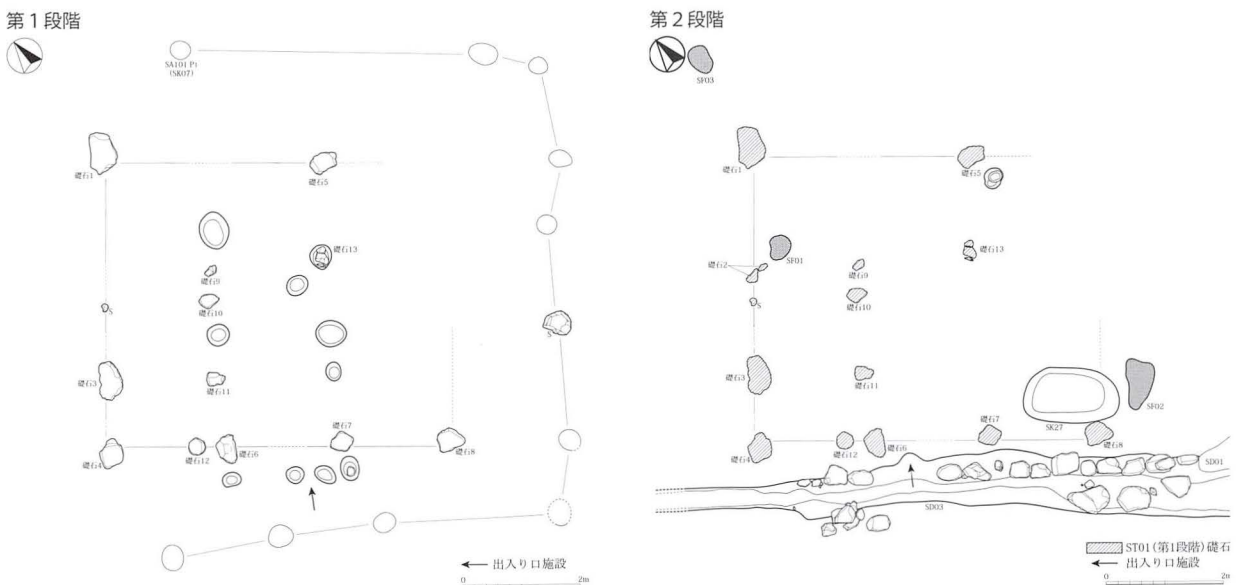 第1段階
SA101 P1
(SK07)
礎石1
礎石5
礎石13
礎石9
礎石10
S
S
礎石3
礎石11
礎石7
礎石4
礎石12
礎石6
礎石8
← 出入り口施設
0
2m
第2段階
SF03
礎石1
礎石5
礎石2
SF01
礎石9
礎石13
S
礎石10
礎石3
礎石11
SF02
SK27
礎石7
礎石4
礎石12
礎石6
礎石8
SD01
SD03
ST01(第1段階)礎石
← 出入り口施設
0
2m